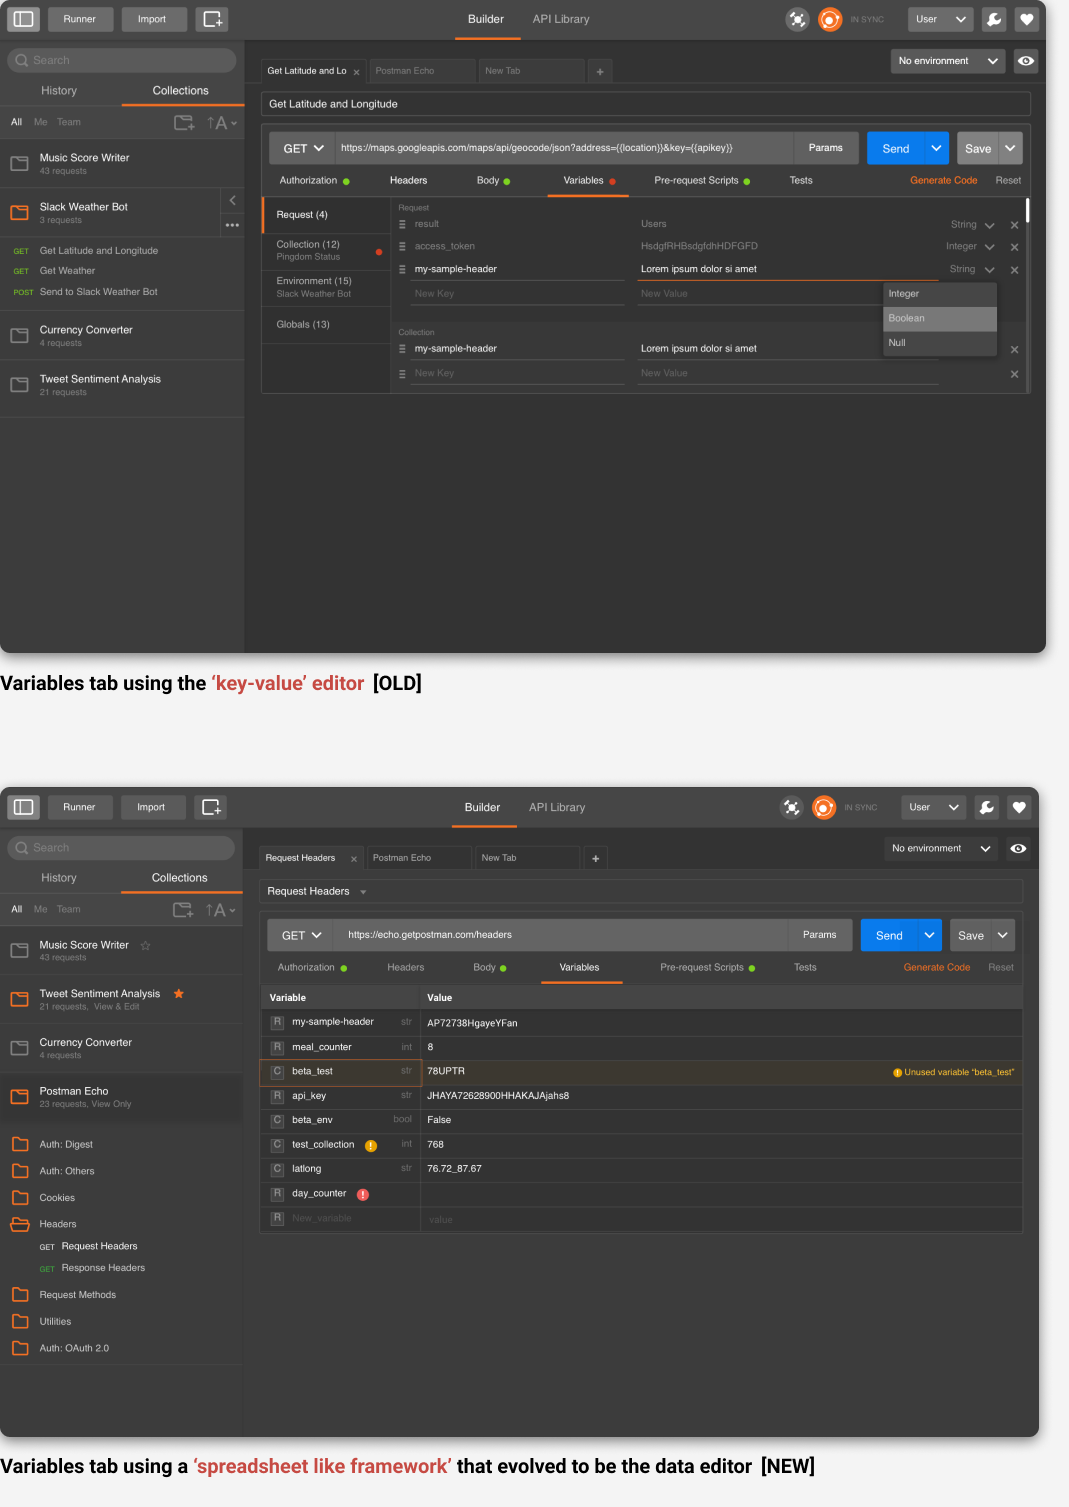 Runner Import Builder API Library IN SYNC User
Search No environment
Get Latitude and Lo × Postman Echo New Tab +
History Collections
Get Latitude and Longitude
All Me Team ↑A
Music Score Writer
43 requests
GET https://maps.googleapis.com/maps/api/geocode/json?address={{location}}&key={{apikey}} Params Send Save
Authorization Headers Body Variables Pre-request Scripts Tests Generate Code Reset
Slack Weather Bot
3 requests
GET Get Latitude and Longitude
GET Get Weather
POST Send to Slack Weather Bot
Currency Converter
4 requests
Tweet Sentiment Analysis
21 requests
Request (4)
Collection (12)
Pingdom Status
Environment (15)
Slack Weather Bot
Globals (13)
Request
result Users String ×
access_token HsdgfRHBsdgfdhHDFGFD Integer ×
my-sample-header Lorem ipsum dolor si amet String ×
New Key New Value
Integer
Boolean
Null
Collection
my-sample-header Lorem ipsum dolor si amet ×
New Key New Value ×
Variables tab using the ‘key-value’ editor [OLD]
Runner Import Builder API Library IN SYNC User
Search No environment
Request Headers × Postman Echo New Tab +
History Collections
Request Headers
All Me Team ↑A
Music Score Writer
43 requests
Tweet Sentiment Analysis
21 requests, View & Edit
Currency Converter
4 requests
Postman Echo
23 requests, View Only
Auth: Digest
Auth: Others
Cookies
Headers
GET Request Headers
GET Response Headers
Request Methods
Utilities
Auth: OAuth 2.0
GET https://echo.getpostman.com/headers Params Send Save
Authorization Headers Body Variables Pre-request Scripts Tests Generate Code Reset
Variable Value
R my-sample-header str AP72738HgayeYFan
R meal_counter int 8
C beta_test str 78UPTR ! Unused variable “beta_test”
R api_key str JHAYA72628900HHAKAJAjahs8
C beta_env bool False
C test_collection ! int 768
C latlong str 76.72_87.67
R day_counter !
R New_variable value
Variables tab using a ‘spreadsheet like framework’ that evolved to be the data editor [NEW]